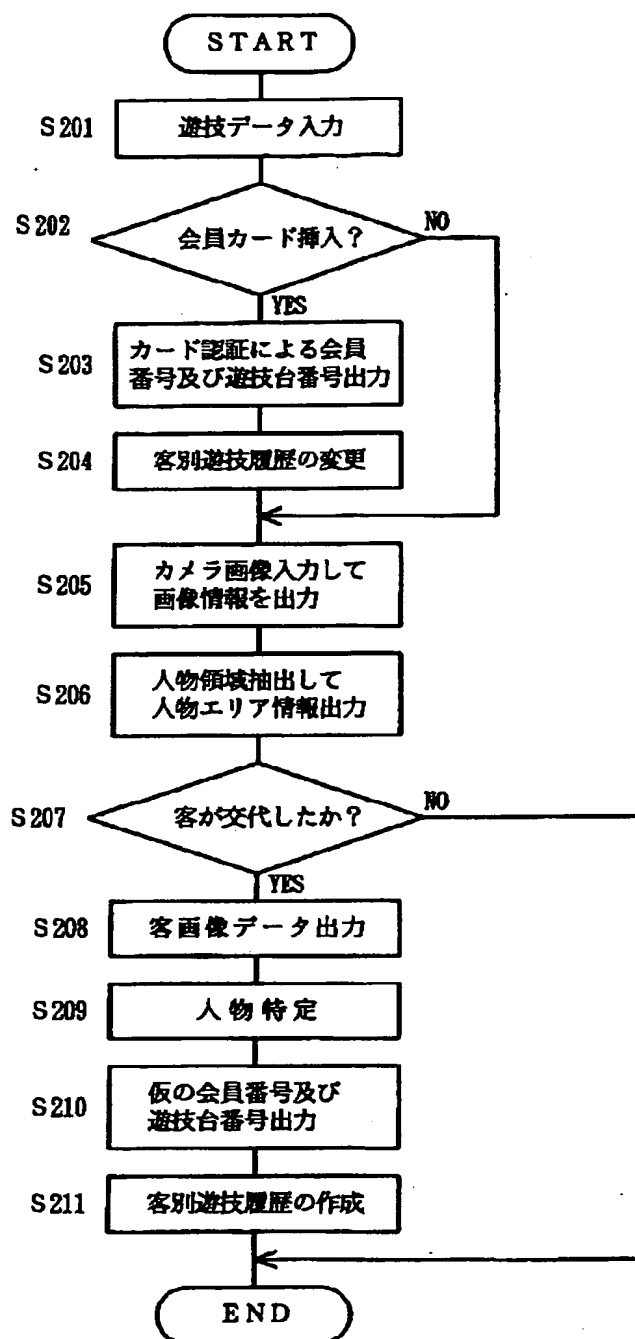 START
S201 遊技データ入力
S202 会員カード挿入？ NO
YES
カード認証による会員
S203
番号及び遊技台番号出力
S204 客別遊技履歴の変更
カメラ画像入力して
S205
画像情報を出力
人物領域抽出して
S206
人物エリア情報出力
S207 客が交代したか？ NO
YES
S208 客画像データ出力
S209 人物特定
仮の会員番号及び
S210
遊技台番号出力
S211 客別遊技履歴の作成
END